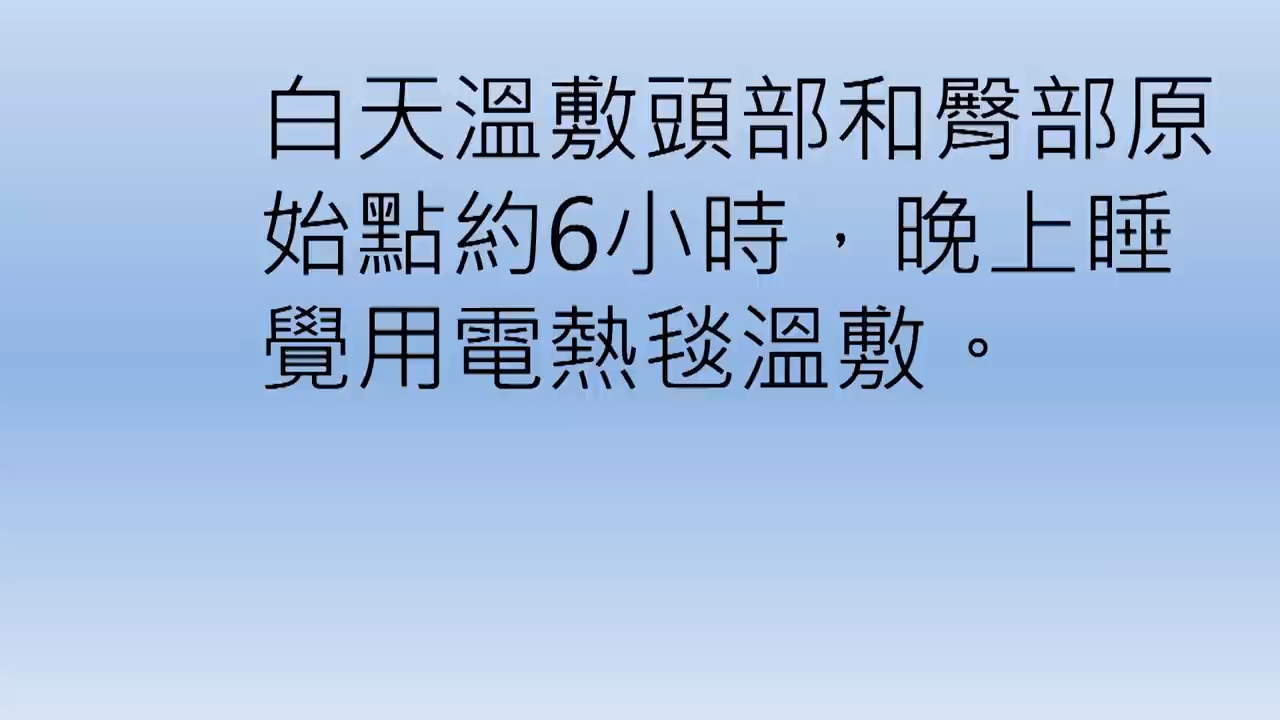 白天溫敷頭部和臀部原
始點約6小時，晚上睡
覺用電熱毯溫敷。